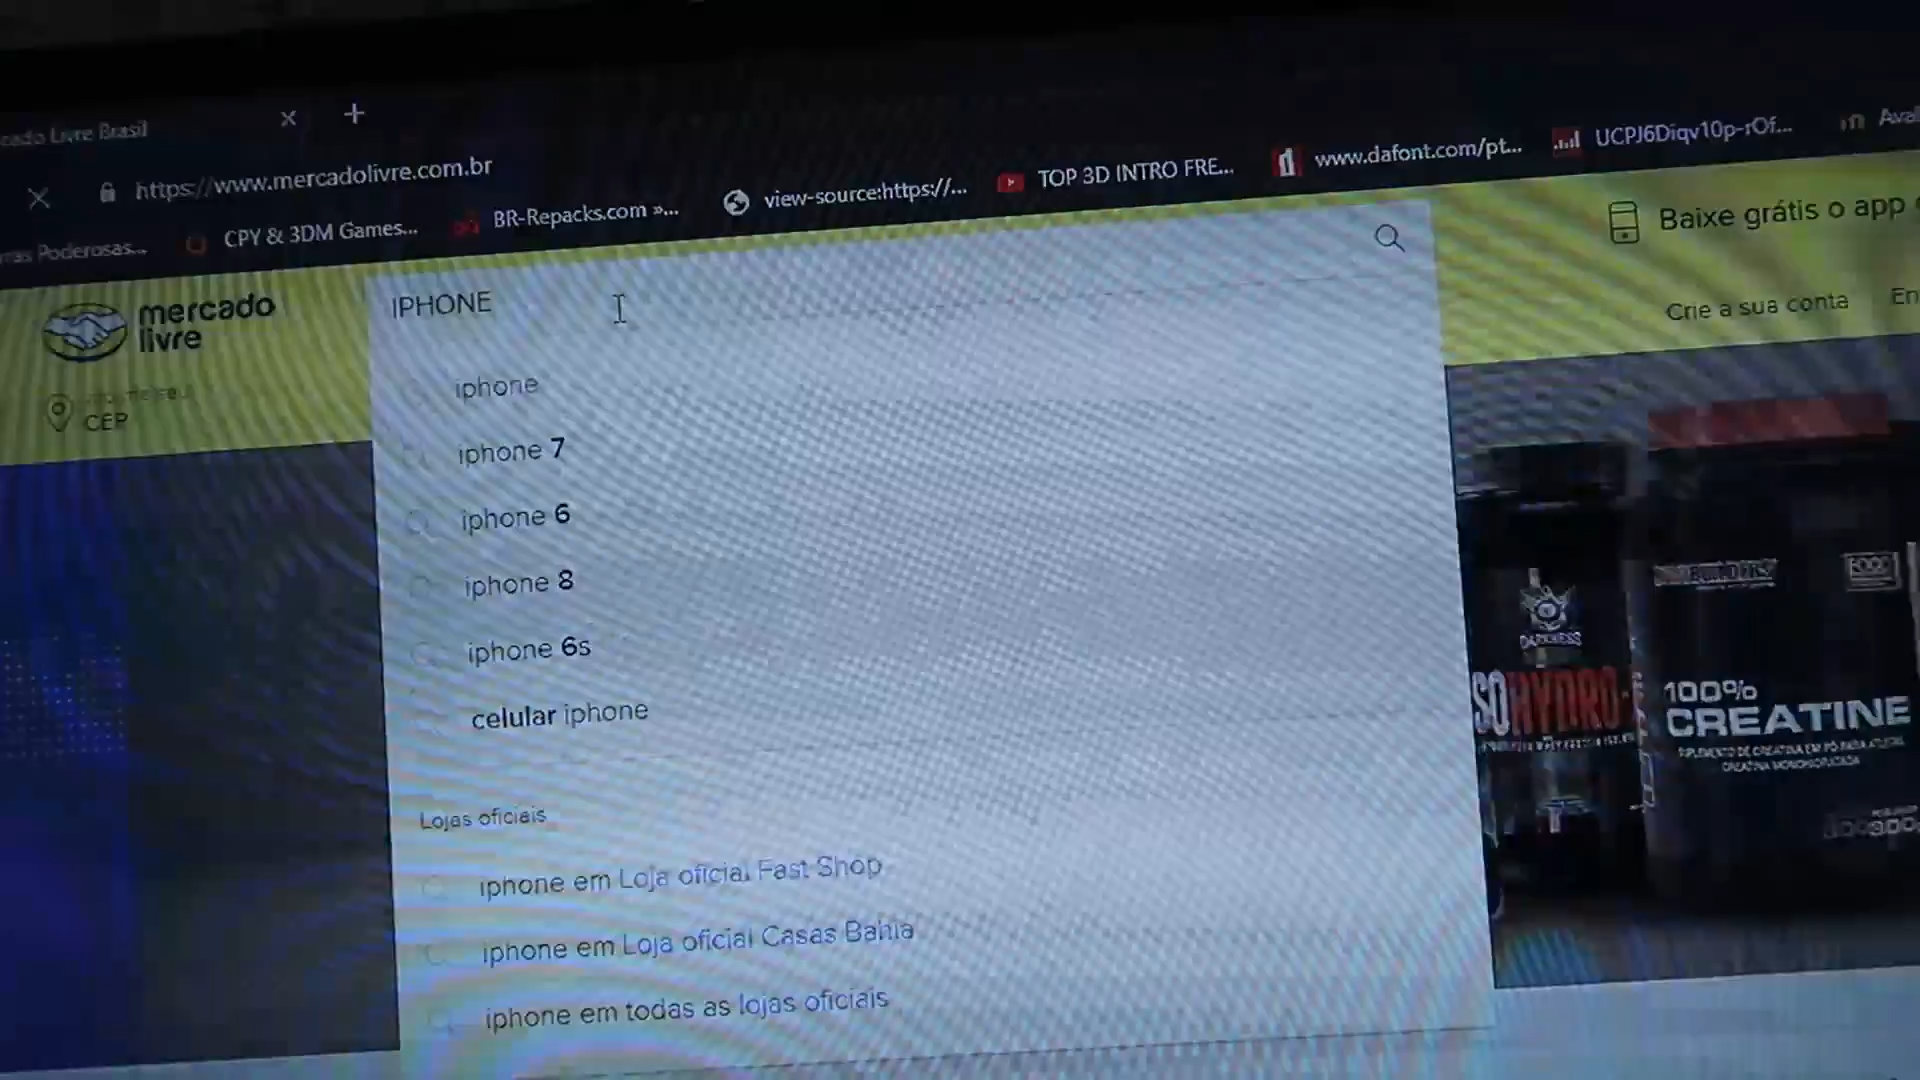 Livre Brasil
https://www.mercadolivre.com.br
Poderosas...
CPY & 3DM Games...
BR-Repacks.com »...
view-source:https://...
TOP 3D INTRO FRE...
www.dafont.com/pt...
UCPJ6Diqv10p-rOf...
mercado
livre
CEP
IPHONE
Baixe grátis o app
Crie a sua conta
iphone
iphone 7
iphone 6
iphone 8
iphone 6s
celular iphone
Lojas oficiais
iphone em Loja oficial Fast Shop
iphone em Loja oficial Casas Bahia
iphone em todas as lojas oficiais
DARKNESS
100%
CREATINE